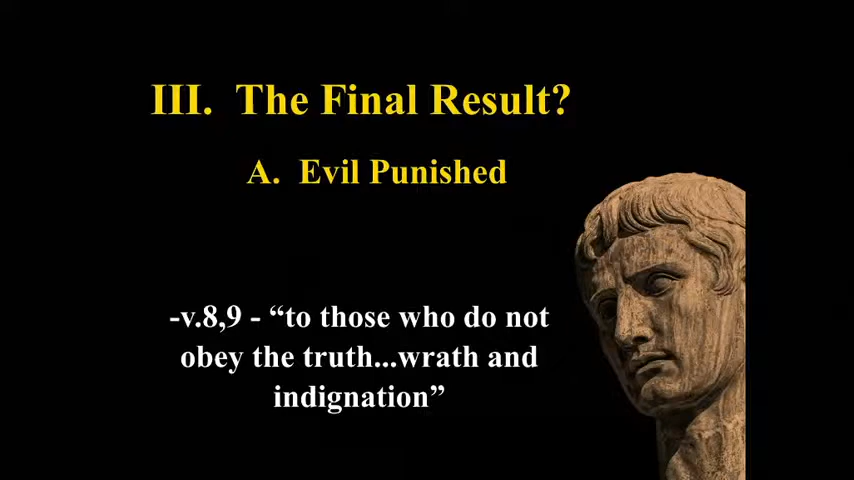 III. The Final Result?
A. Evil Punished
-v.8,9 - “to those who do not
obey the truth...wrath and
indignation”